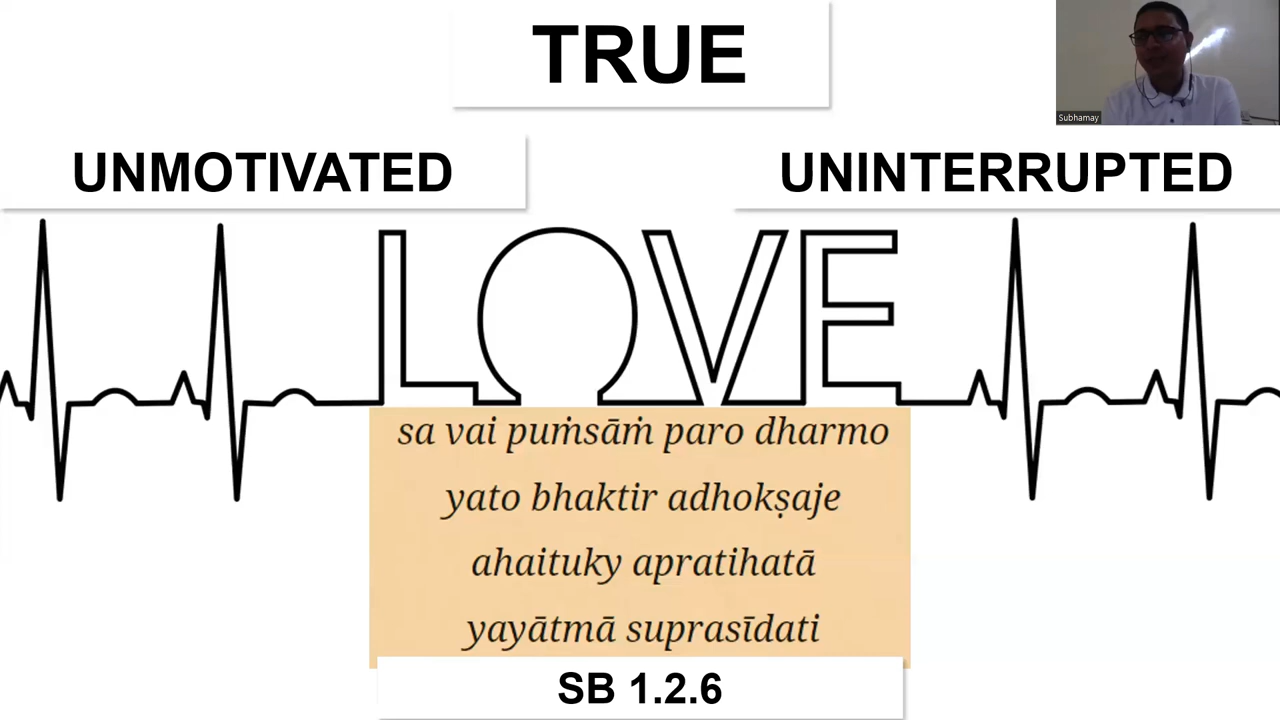 TRUE
Subhamay
UNMOTIVATED
UNINTERRUPTED
LOVE
sa vai puṁsāṁ paro dharmo
yato bhaktir adhokṣaje
ahaituky apratihatā
yayātmā suprasīdati
SB 1.2.6